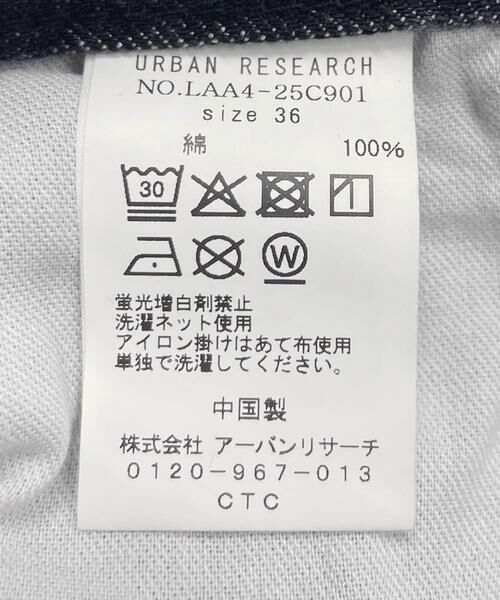 URBAN RESEARCH
NO.LAA4-25C901
size 36
綿 100%
30
W
蛍光増白剤禁止
洗濯ネット使用
アイロン掛けはあて布使用
単独で洗濯してください。
中国製
株式会社 アーバンリサーチ
0120-967-013
CTC